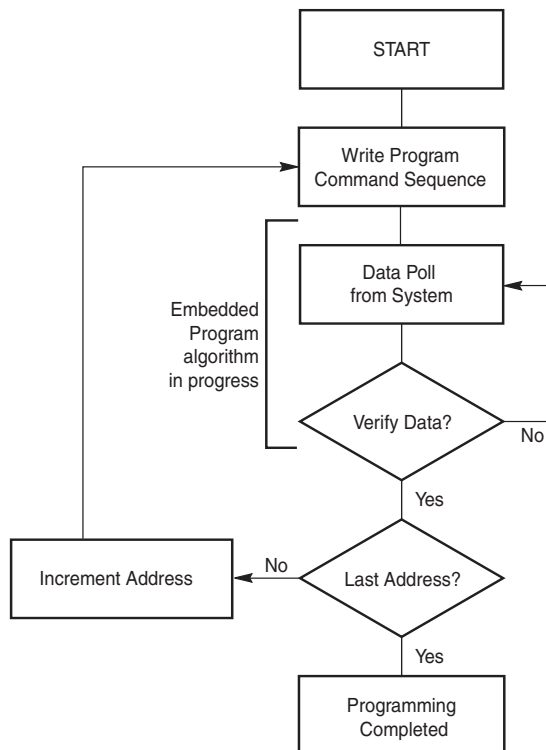 START
Write Program
Command Sequence
Data Poll
from System
Embedded
Program
algorithm
in progress
Verify Data?
No
Yes
No
Increment Address
Last Address?
Yes
Programming
Completed